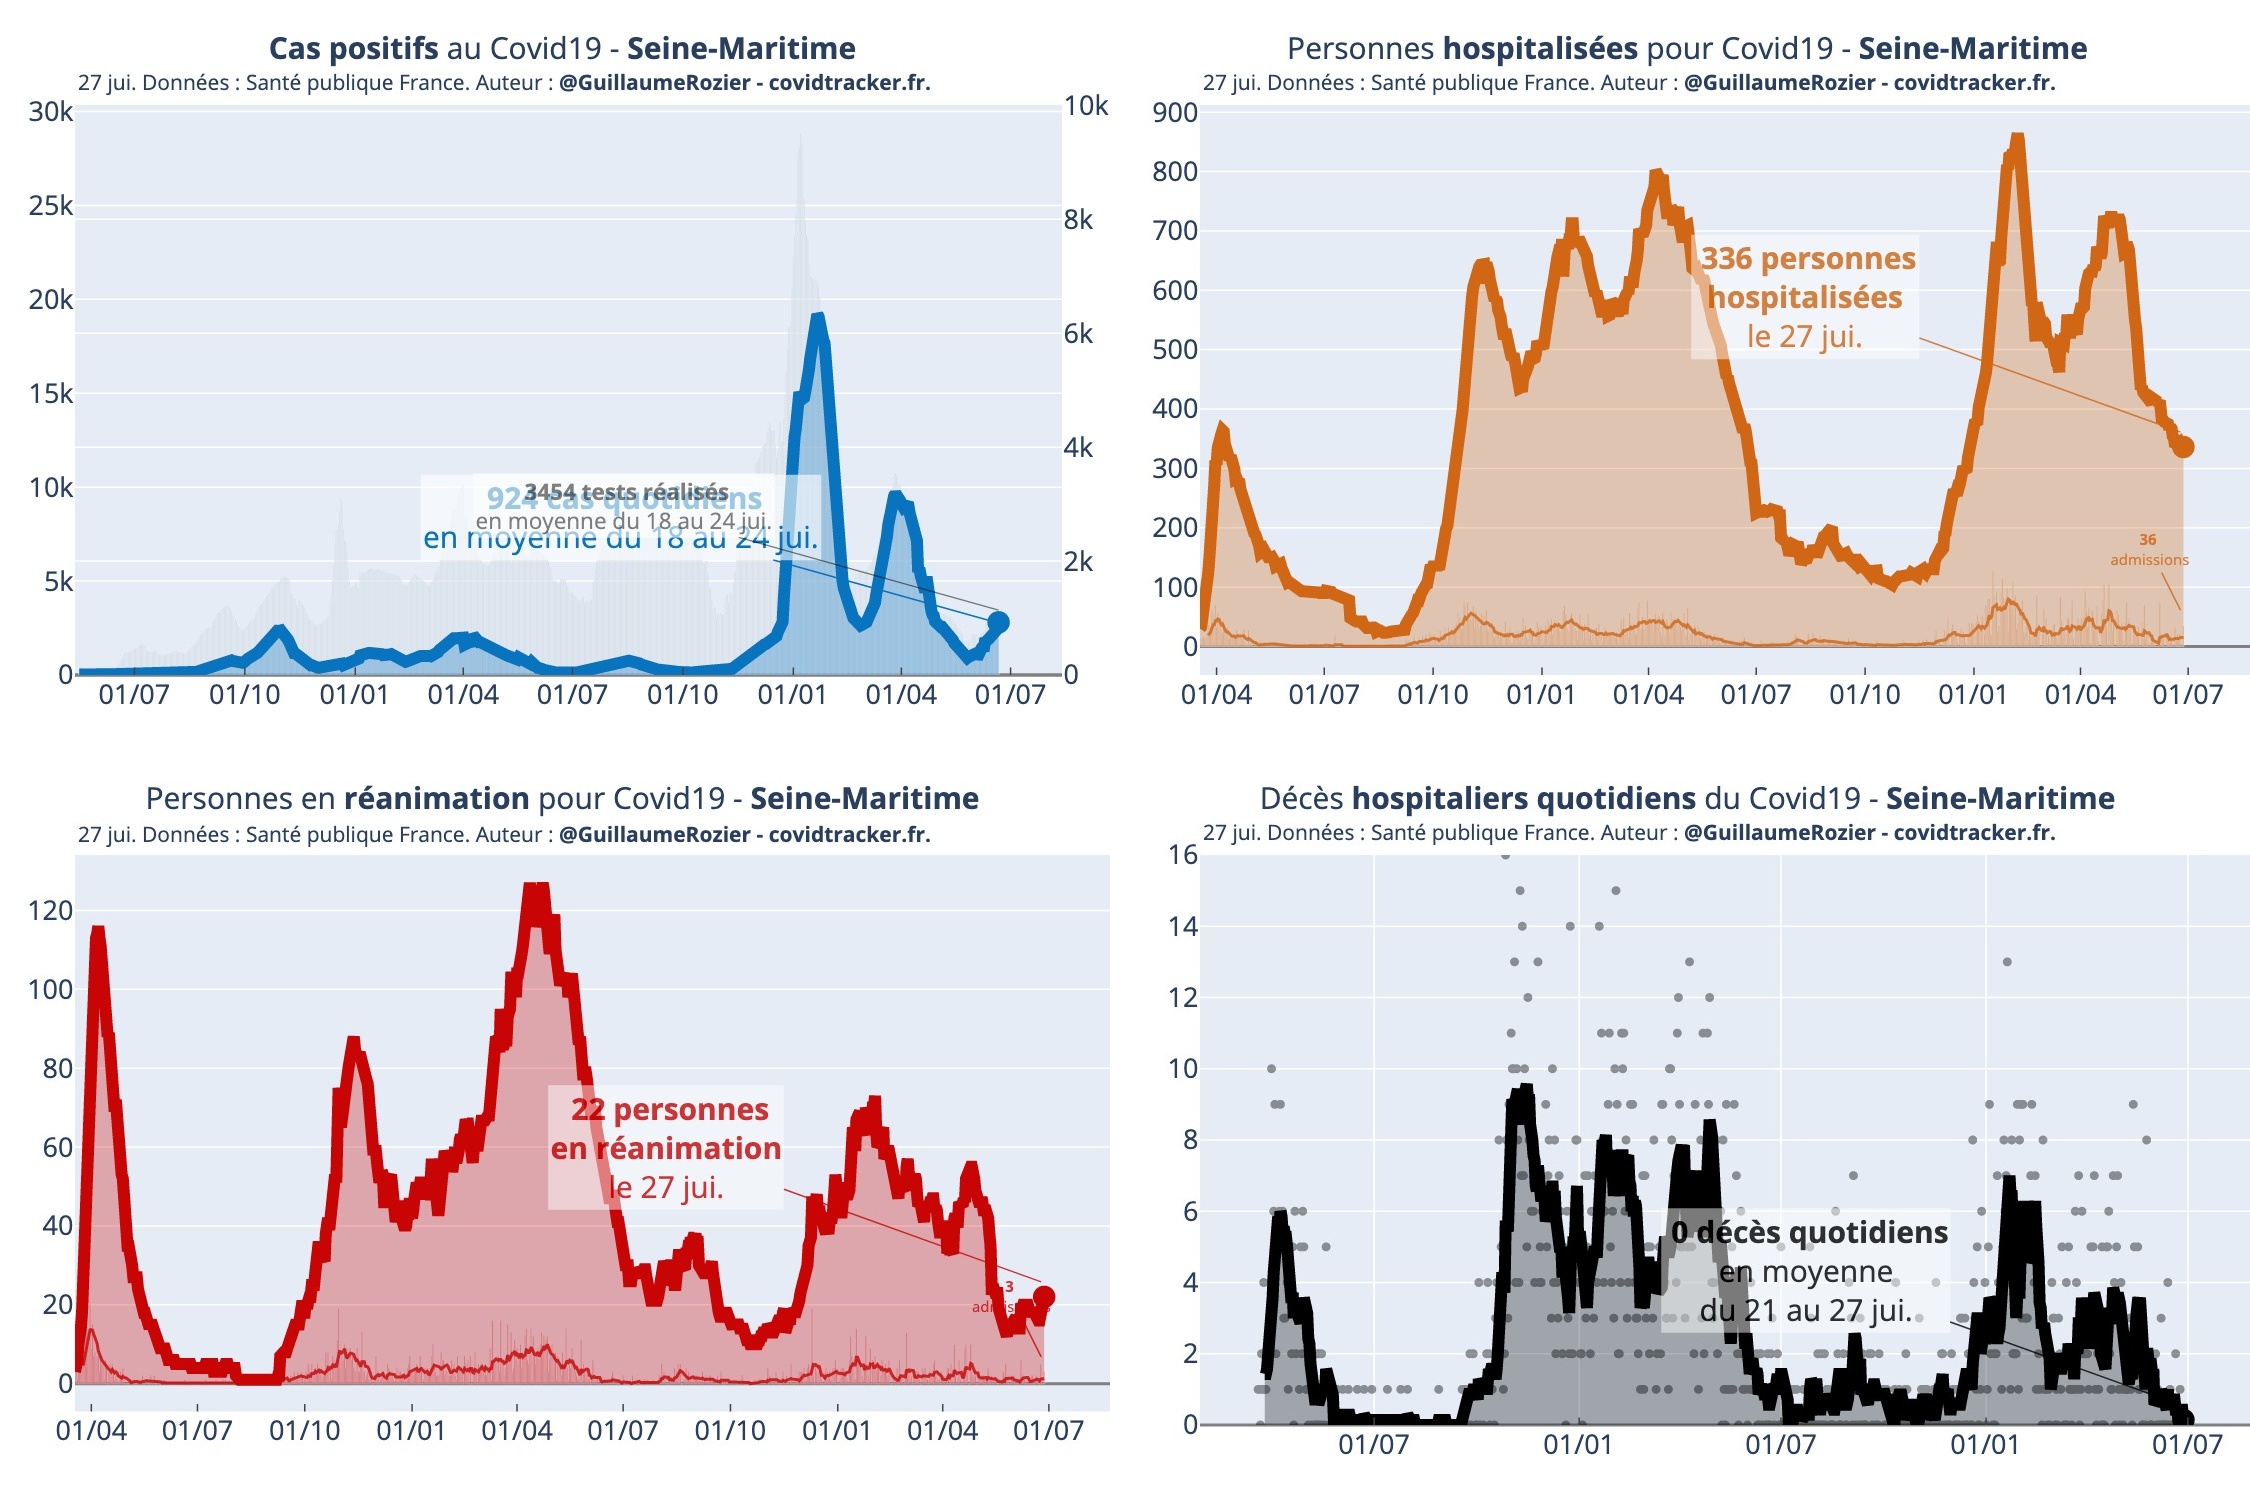 Cas positifs au Covid19 - Seine-Maritime
27 jui. Données : Santé publique France. Auteur : @GuillaumeRozier - covidtracker.fr.
30k
25k
20k
15k
10k
5k
0
10k
8k
6k
4k
2k
0
924 cas quotidiens
en moyenne du 18 au 24 jui.
3454 tests réalisés
en moyenne du 18 au 24 jui.
01/07 01/10 01/01 01/04 01/07 01/10 01/01 01/04 01/07
Personnes hospitalisées pour Covid19 - Seine-Maritime
27 jui. Données : Santé publique France. Auteur : @GuillaumeRozier - covidtracker.fr.
900
800
700
600
500
400
300
200
100
0
336 personnes
hospitalisées
le 27 jui.
36
admissions
01/04 01/07 01/10 01/01 01/04 01/07 01/10 01/01 01/04 01/07
Personnes en réanimation pour Covid19 - Seine-Maritime
27 jui. Données : Santé publique France. Auteur : @GuillaumeRozier - covidtracker.fr.
120
100
80
60
40
20
0
22 personnes
en réanimation
le 27 jui.
3
admissions
01/04 01/07 01/10 01/01 01/04 01/07 01/10 01/01 01/04 01/07
Décès hospitaliers quotidiens du Covid19 - Seine-Maritime
27 jui. Données : Santé publique France. Auteur : @GuillaumeRozier - covidtracker.fr.
16
14
12
10
8
6
4
2
0
0 décès quotidiens
en moyenne
du 21 au 27 jui.
01/07 01/01 01/07 01/01 01/07